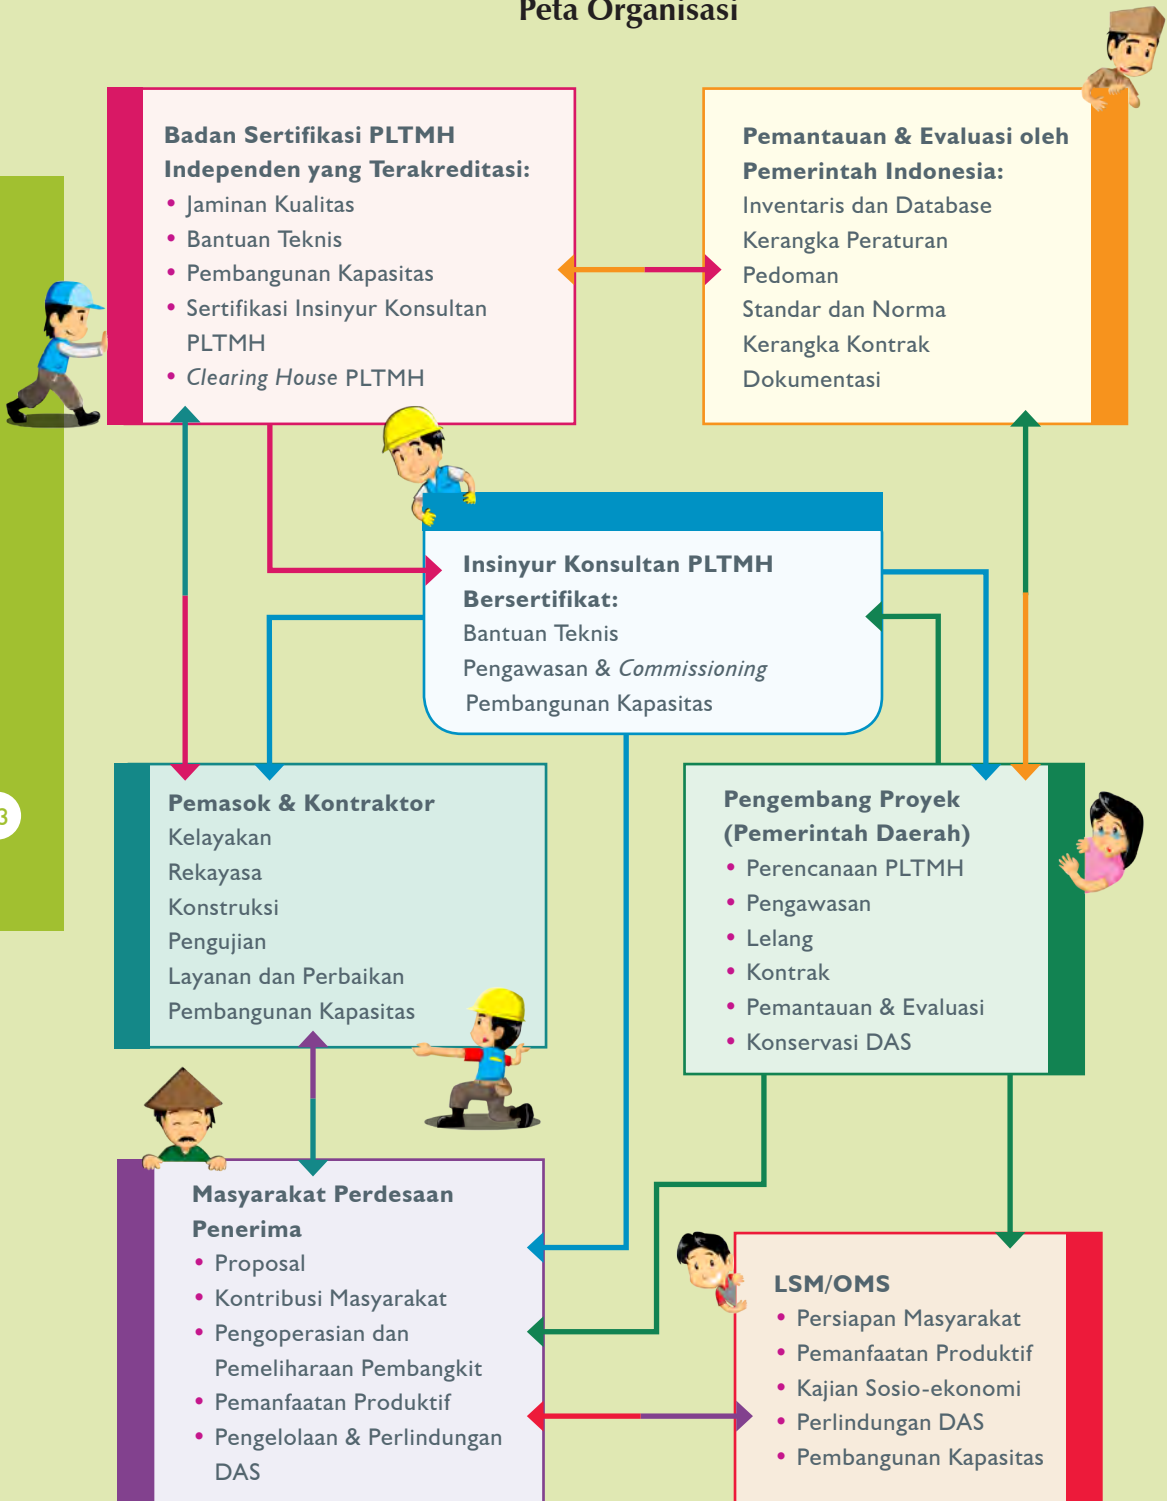 Peta Organisasi
Badan Sertifikasi PLTMH
Independen yang Terakreditasi:
• Jaminan Kualitas
• Bantuan Teknis
• Pembangunan Kapasitas
• Sertifikasi Insinyur Konsultan
PLTMH
• Clearing House PLTMH
Pemantauan & Evaluasi oleh
Pemerintah Indonesia:
Inventaris dan Database
Kerangka Peraturan
Pedoman
Standar dan Norma
Kerangka Kontrak
Dokumentasi
Insinyur Konsultan PLTMH
Bersertifikat:
Bantuan Teknis
Pengawasan & Commissioning
Pembangunan Kapasitas
Pemasok & Kontraktor
Kelayakan
Rekayasa
Konstruksi
Pengujian
Layanan dan Perbaikan
Pembangunan Kapasitas
Pengembang Proyek
(Pemerintah Daerah)
• Perencanaan PLTMH
• Pengawasan
• Lelang
• Kontrak
• Pemantauan & Evaluasi
• Konservasi DAS
3
Masyarakat Perdesaan
Penerima
• Proposal
• Kontribusi Masyarakat
• Pengoperasian dan
Pemeliharaan Pembangkit
• Pemanfaatan Produktif
• Pengelolaan & Perlindungan
DAS
LSM/OMS
• Persiapan Masyarakat
• Pemanfaatan Produktif
• Kajian Sosio-ekonomi
• Perlindungan DAS
• Pembangunan Kapasitas